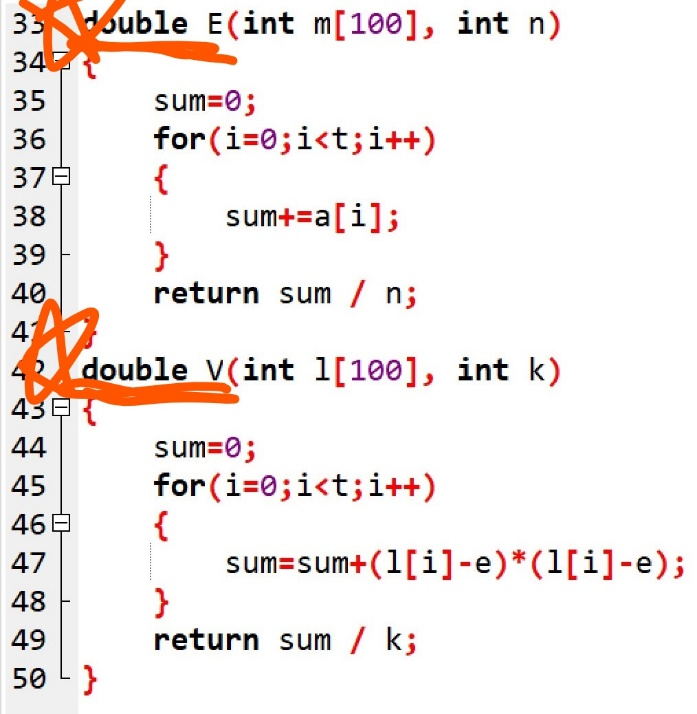 33 double E(int m[100], int n)
34 {
35 sum=0;
36 for(i=0;i<t;i++)
37 {
38 sum+=a[i];
39 }
40 return sum / n;
41 }
42 double V(int l[100], int k)
43 {
44 sum=0;
45 for(i=0;i<t;i++)
46 {
47 sum=sum+(l[i]-e)*(l[i]-e);
48 }
49 return sum / k;
50 }